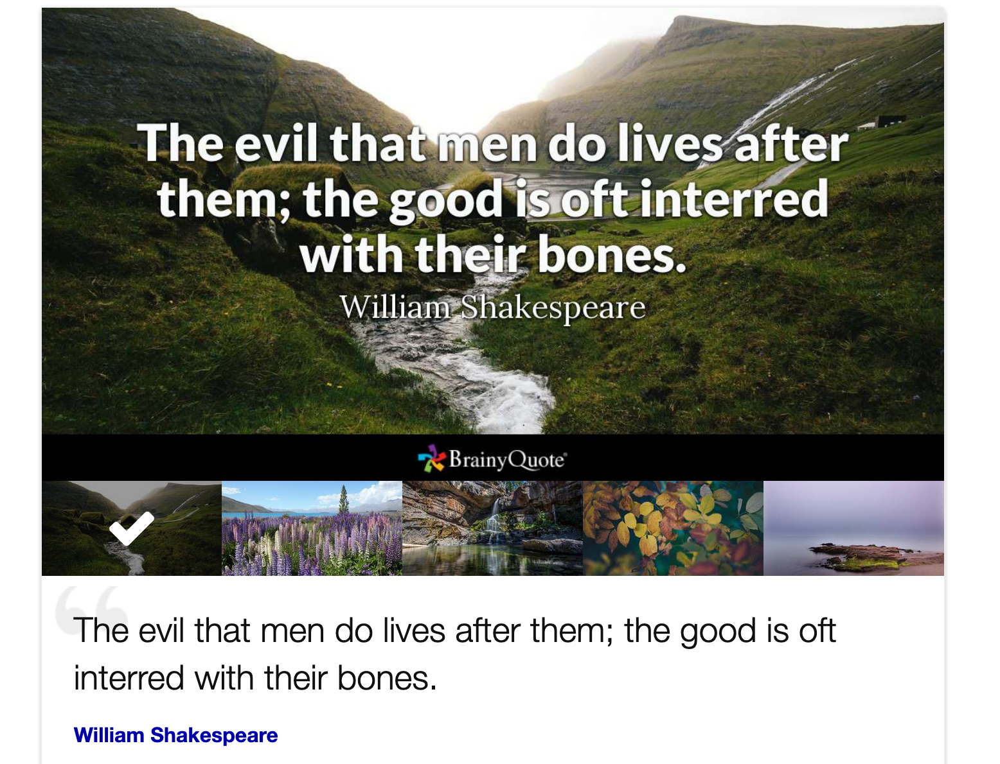 The evil that men do lives after
them; the good is oft interred
with their bones.
William Shakespeare
BrainyQuote®
The evil that men do lives after them; the good is oft
interred with their bones.
William Shakespeare